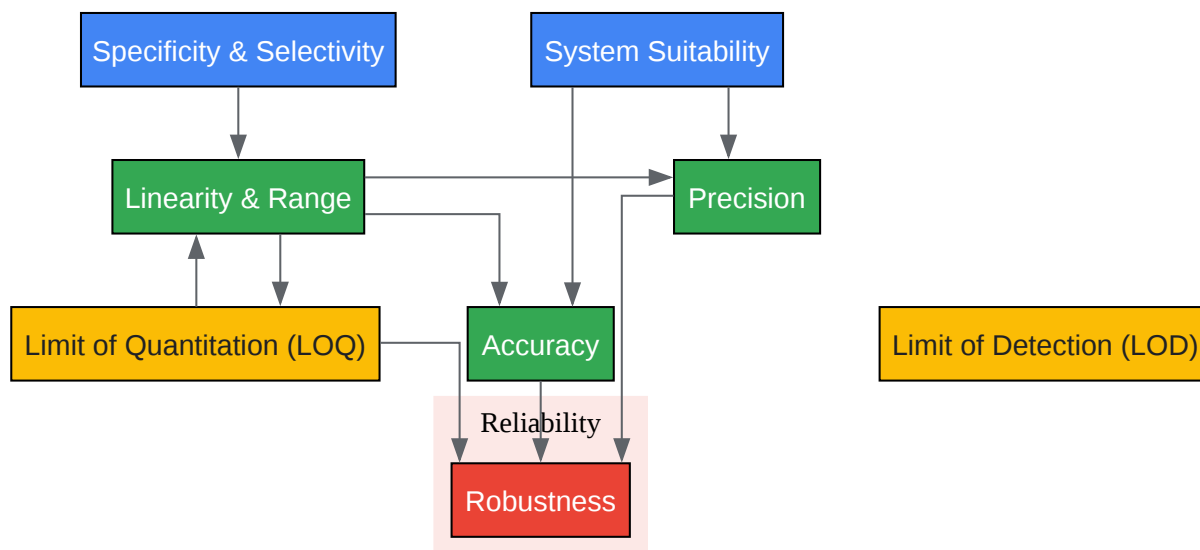 Specificity & Selectivity
System Suitability
Linearity & Range
Precision
Limit of Quantitation (LOQ)
Accuracy
Limit of Detection (LOD)
Reliability
Robustness